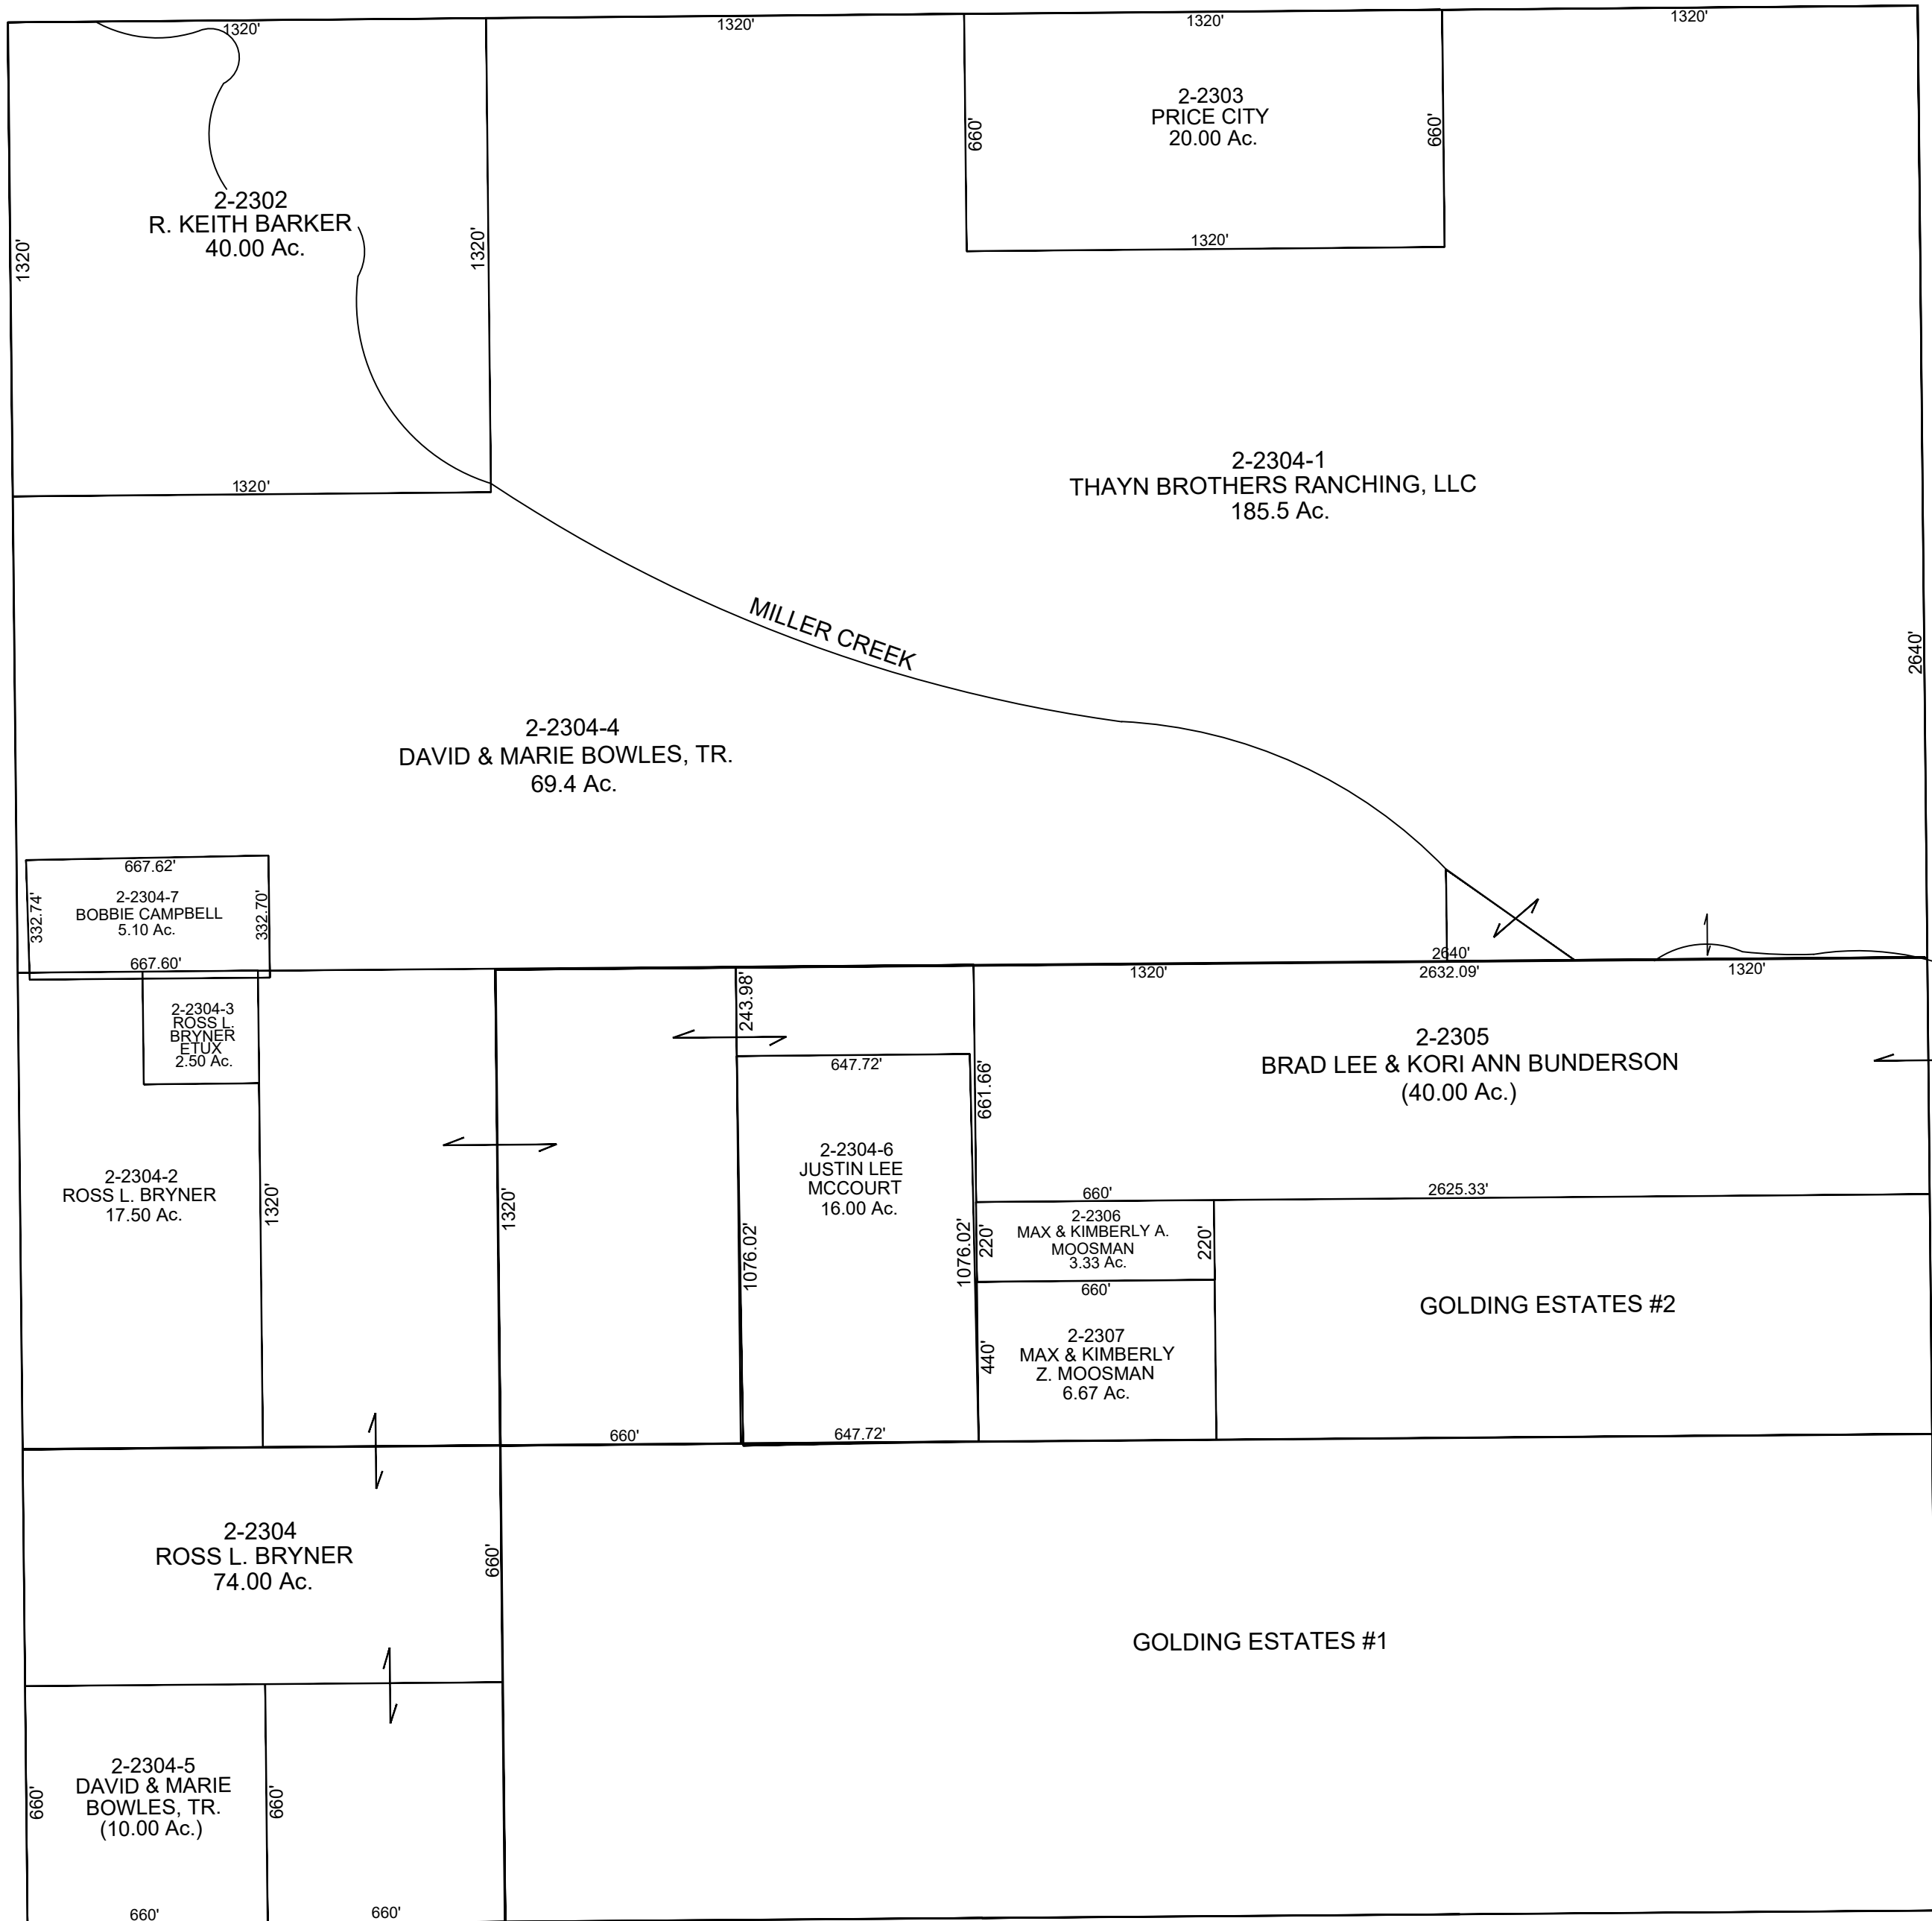 1320'
1320'
1320'
1320'
2-2303
PRICE CITY
20.00 Ac.
660'
660'
1320'
2-2302
R. KEITH BARKER
40.00 Ac.
1320'
1320'
1320'
2-2304-1
THAYN BROTHERS RANCHING, LLC
185.5 Ac.
2640'
MILLER CREEK
2-2304-4
DAVID & MARIE BOWLES, TR.
69.4 Ac.
667.62'
332.74'
2-2304-7
BOBBIE CAMPBELL
5.10 Ac.
332.70'
667.60'
2640'
1320'
2632.09'
1320'
2-2304-3
ROSS L.
BRYNER
ETUX
2.50 Ac.
243.98'
647.72'
661.66'
2-2305
BRAD LEE & KORI ANN BUNDERSON
(40.00 Ac.)
2-2304-2
ROSS L. BRYNER
17.50 Ac.
1320'
1320'
2-2304-6
JUSTIN LEE
MCCOURT
16.00 Ac.
1076.02'
1076.02'
660'
2625.33'
220'
2-2306
MAX & KIMBERLY A.
MOOSMAN
3.33 Ac.
220'
660'
GOLDING ESTATES #2
440'
2-2307
MAX & KIMBERLY
Z. MOOSMAN
6.67 Ac.
660'
647.72'
2-2304
ROSS L. BRYNER
74.00 Ac.
660'
GOLDING ESTATES #1
2-2304-5
DAVID & MARIE
BOWLES, TR.
(10.00 Ac.)
660'
660'
660'
660'